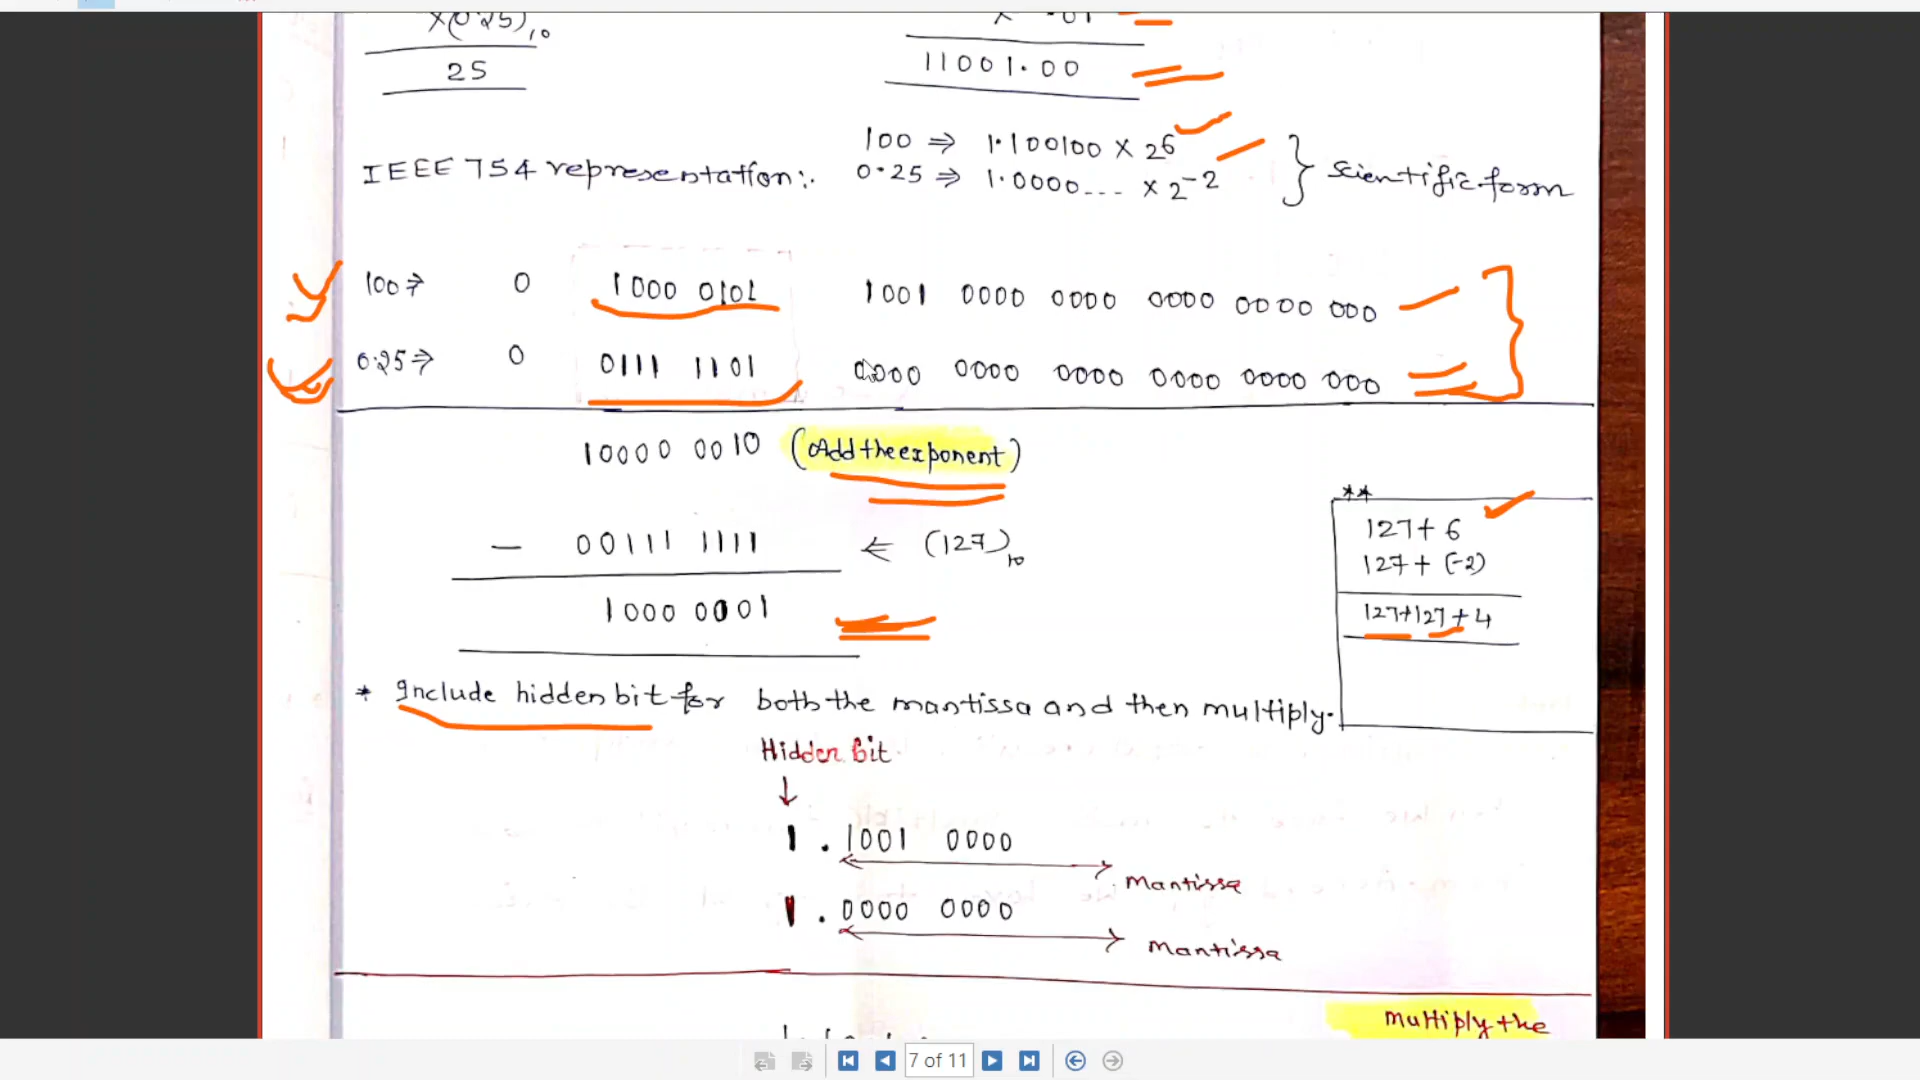 ×(0.25)₁₀
× .01
25
11001.00
100 ⇒ 1.100100 × 2⁶
IEEE 754 representation:.
0.25 ⇒ 1.0000... × 2⁻²
} Scientific form
100⇒ 0 1000 0101 1001 0000 0000 0000 0000 000
0.25⇒ 0 0111 1101 0000 0000 0000 0000 0000 000
10000 0010 (Add the exponent)
**
127+ 6
127 + (-2)
127+127+4
— 00111 1111 ⇐ (127)₁₀
1000 0001
* Include hidden bit for both the mantissa and then multiply.
Hidden bit
↓
1 . 1001 0000
Mantissa
1 . 0000 0000
Mantissa
multiply the
7 of 11